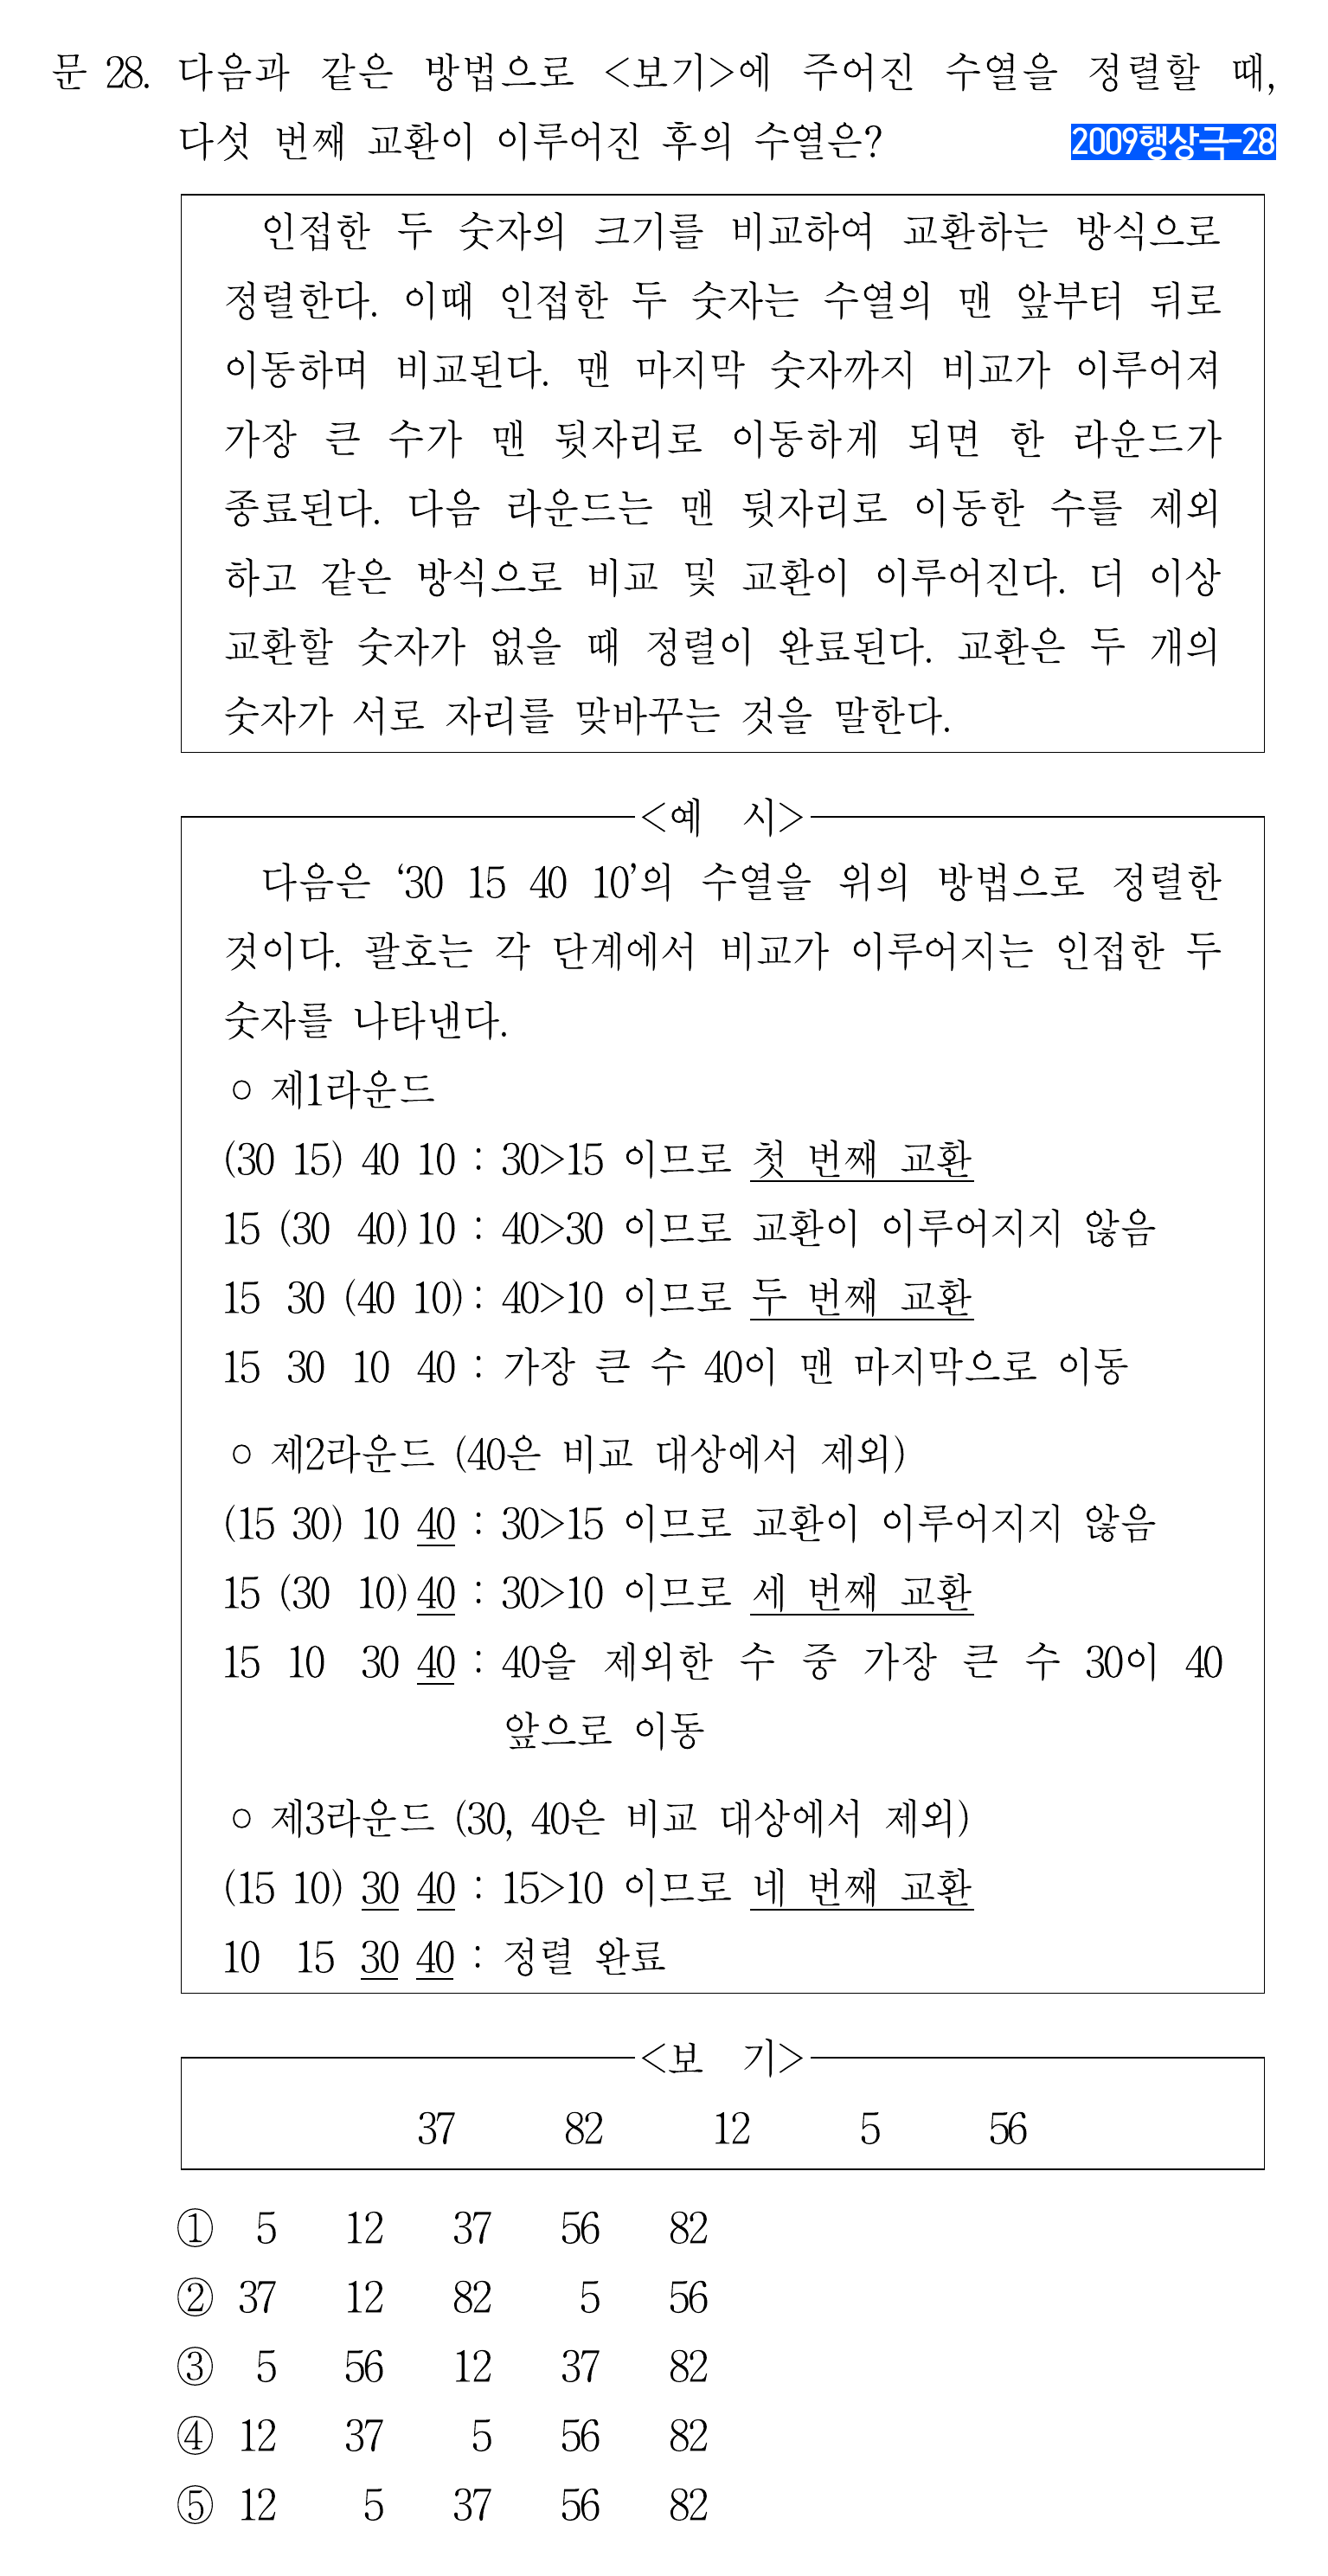 문 28. 다음과 같은 방법으로 <보기>에 주어진 수열을 정렬할 때,
다섯 번째 교환이 이루어진 후의 수열은?
2009행상극-28
인접한 두 숫자의 크기를 비교하여 교환하는 방식으로
정렬한다. 이때 인접한 두 숫자는 수열의 맨 앞부터 뒤로
이동하며 비교된다. 맨 마지막 숫자까지 비교가 이루어져
가장 큰 수가 맨 뒷자리로 이동하게 되면 한 라운드가
종료된다. 다음 라운드는 맨 뒷자리로 이동한 수를 제외
하고 같은 방식으로 비교 및 교환이 이루어진다. 더 이상
교환할 숫자가 없을 때 정렬이 완료된다. 교환은 두 개의
숫자가 서로 자리를 맞바꾸는 것을 말한다.
<예 시>
다음은 ‘30 15 40 10’의 수열을 위의 방법으로 정렬한
것이다. 괄호는 각 단계에서 비교가 이루어지는 인접한 두
숫자를 나타낸다.
○ 제1라운드
(30 15) 40 10 : 30>15 이므로 첫 번째 교환
15 (30 40) 10 : 40>30 이므로 교환이 이루어지지 않음
15 30 (40 10) : 40>10 이므로 두 번째 교환
15 30 10 40 : 가장 큰 수 40이 맨 마지막으로 이동
○ 제2라운드 (40은 비교 대상에서 제외)
(15 30) 10 40 : 30>15 이므로 교환이 이루어지지 않음
15 (30 10) 40 : 30>10 이므로 세 번째 교환
15 10 30 40 : 40을 제외한 수 중 가장 큰 수 30이 40
앞으로 이동
○ 제3라운드 (30, 40은 비교 대상에서 제외)
(15 10) 30 40 : 15>10 이므로 네 번째 교환
10 15 30 40 : 정렬 완료
<보 기>
37 82 12 5 56
① 5 12 37 56 82
② 37 12 82 5 56
③ 5 56 12 37 82
④ 12 37 5 56 82
⑤ 12 5 37 56 82